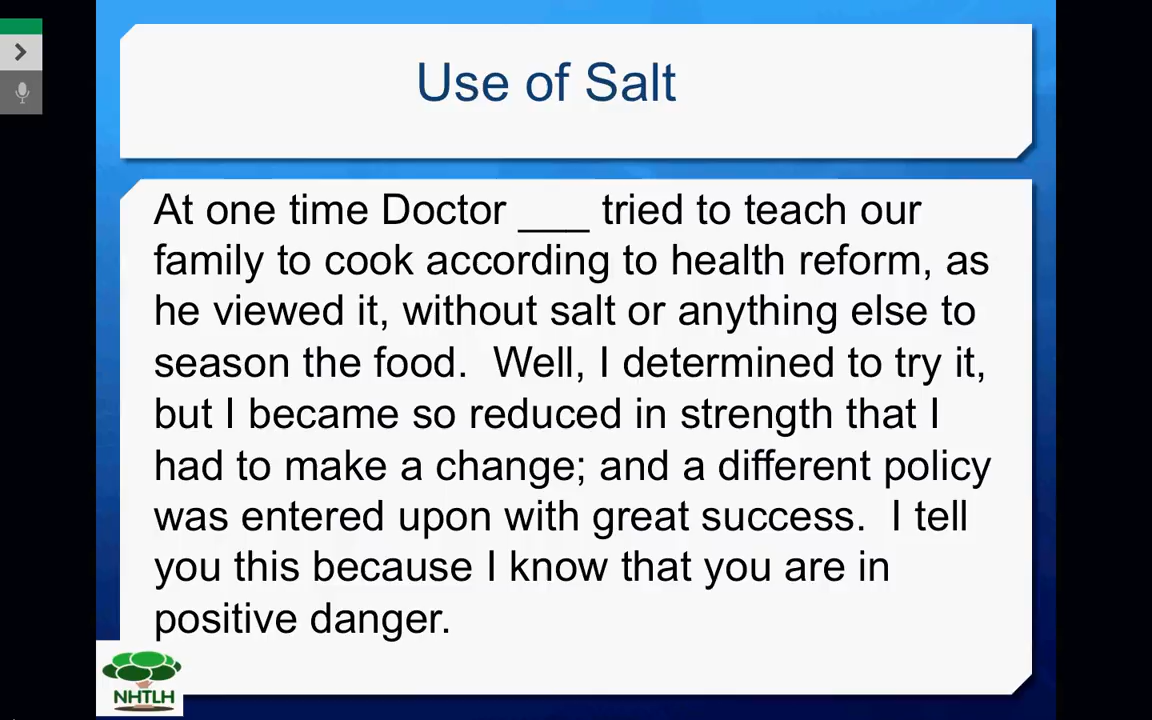 Use of Salt
At one time Doctor ___ tried to teach our
family to cook according to health reform, as
he viewed it, without salt or anything else to
season the food.  Well, I determined to try it,
but I became so reduced in strength that I
had to make a change; and a different policy
was entered upon with great success.  I tell
you this because I know that you are in
positive danger.
NHTLH